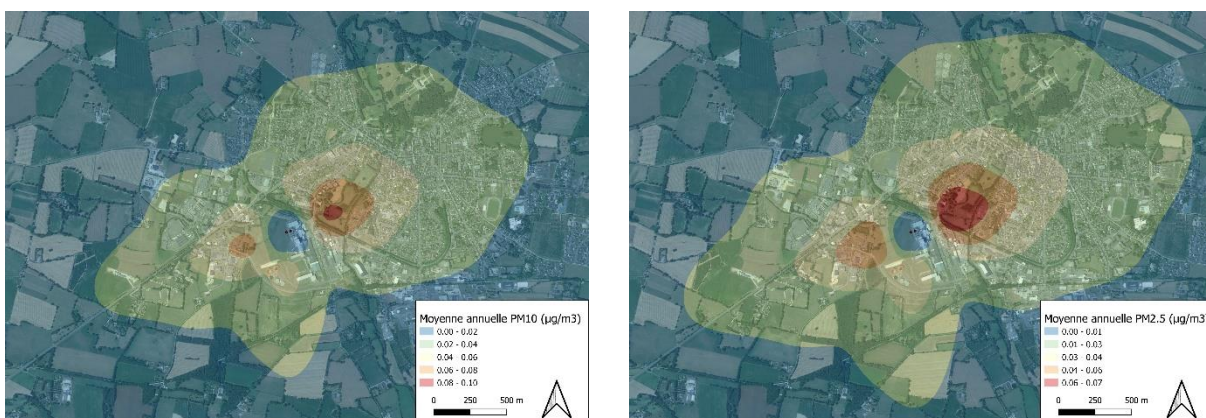 Moyenne annuelle PM10 (µg/m3)
0.00 - 0.02
0.02 - 0.04
0.04 - 0.06
0.06 - 0.08
0.08 - 0.10
0 250 500 m
Moyenne annuelle PM2.5 (µg/m3)
0.00 - 0.01
0.01 - 0.03
0.03 - 0.04
0.04 - 0.06
0.06 - 0.07
0 250 500 m